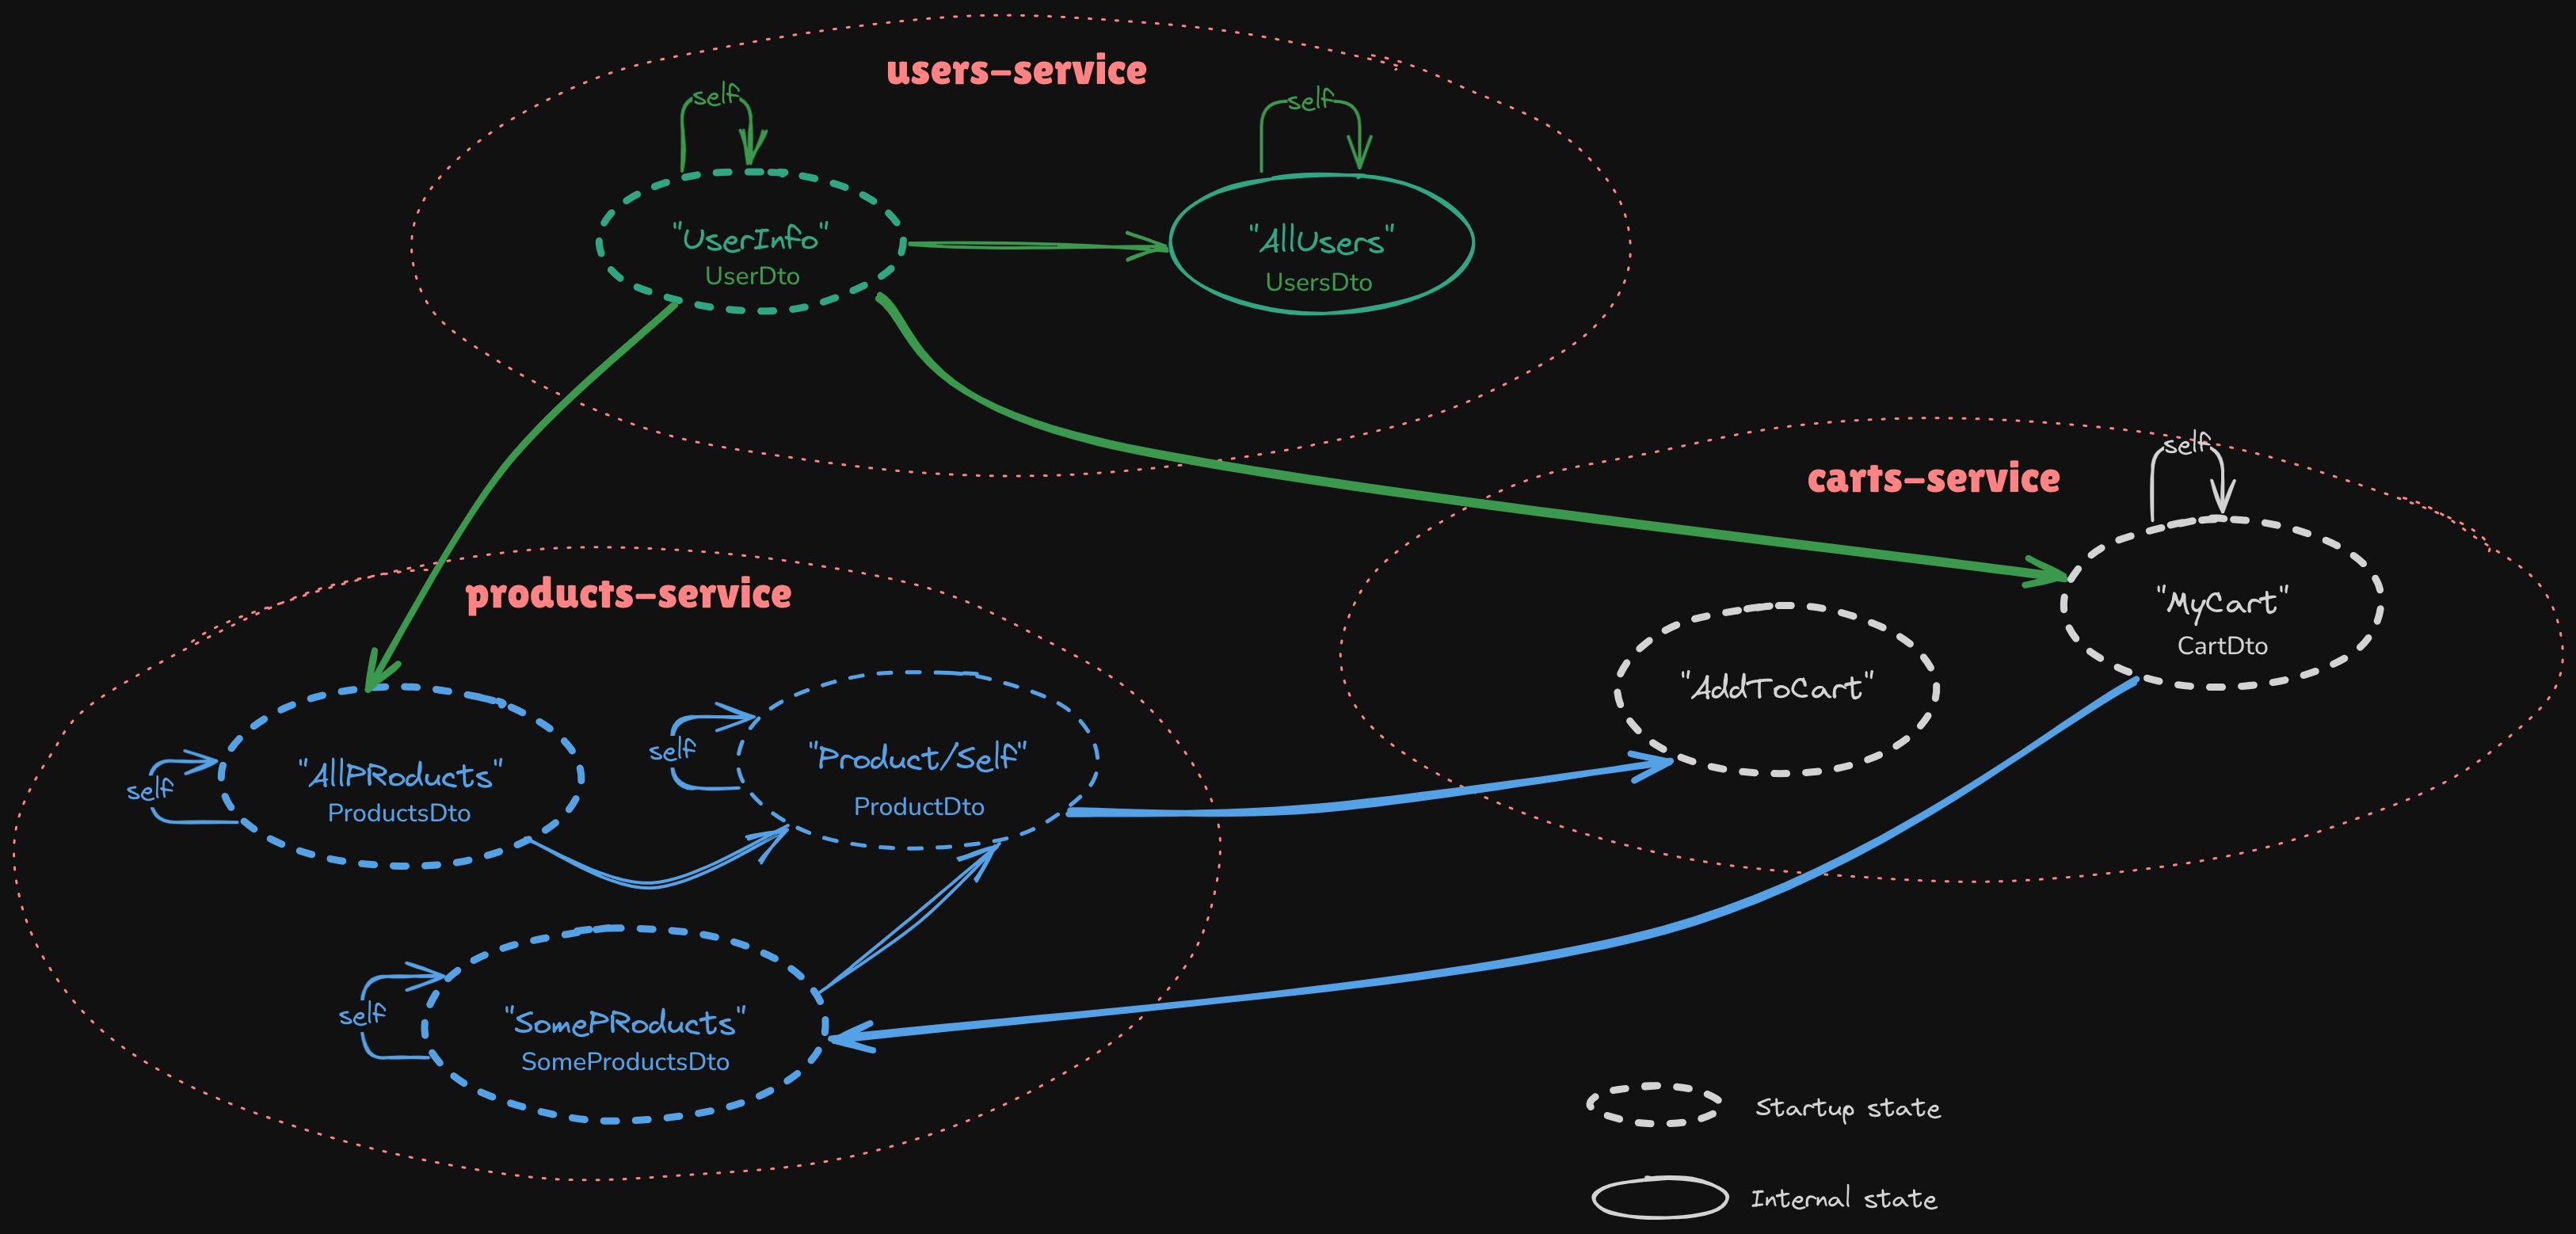 users-service
self
self
"UserInfo"
UserDto
"AllUsers"
UsersDto
carts-service
self
"MyCart"
CartDto
"AddToCart"
products-service
self
"AllPRoducts"
ProductsDto
self
"Product/Self"
ProductDto
self
"SomePRoducts"
SomeProductsDto
Startup state
Internal state